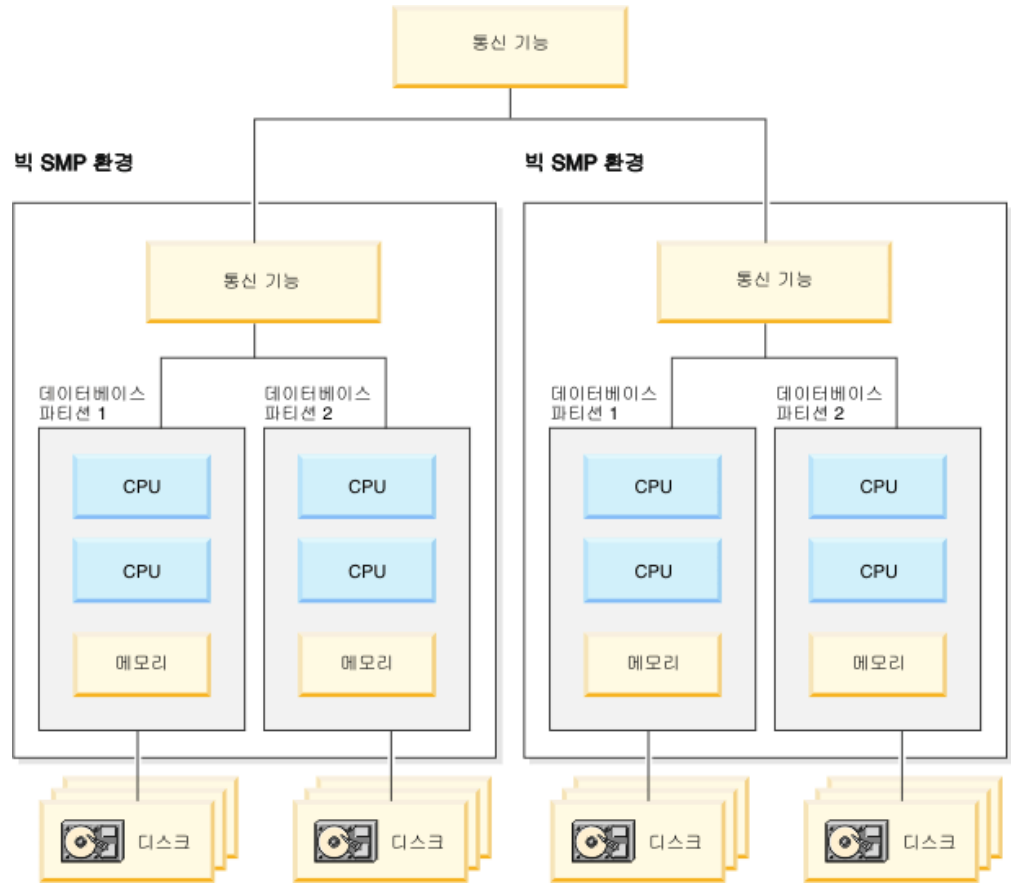 통신 기능
빅 SMP 환경
빅 SMP 환경
통신 기능
통신 기능
데이터베이스
파티션 1
데이터베이스
파티션 2
데이터베이스
파티션 1
데이터베이스
파티션 2
CPU
CPU
CPU
CPU
CPU
CPU
CPU
CPU
메모리
메모리
메모리
메모리
디스크
디스크
디스크
디스크